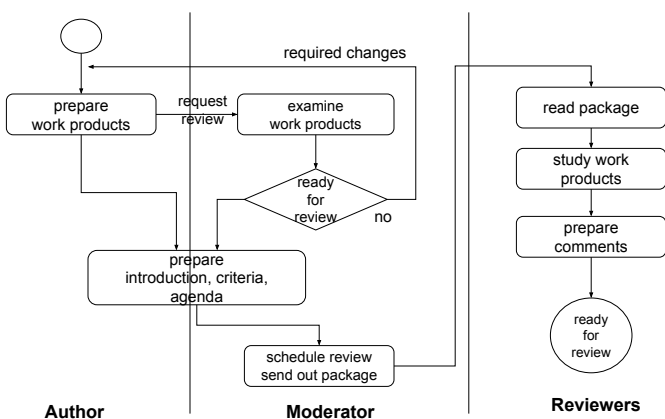 required changes
prepare
work products
request
review
examine
work products
ready
for
review
no
prepare
introduction, criteria,
agenda
schedule review
send out package
read package
study work
products
prepare
comments
ready
for
review
Author
Moderator
Reviewers